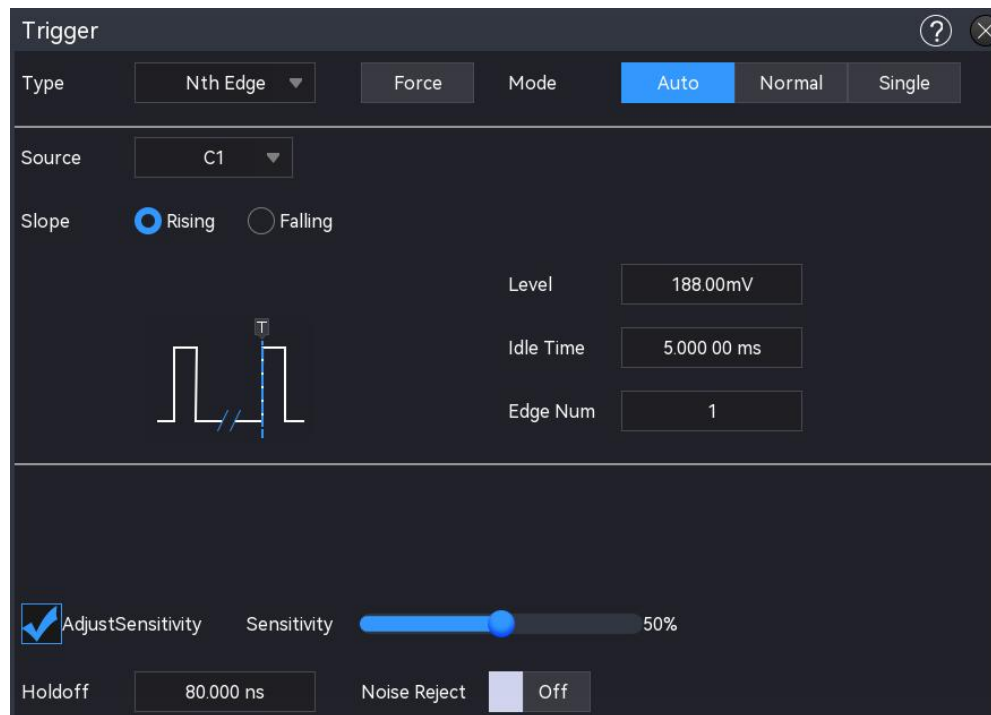 Trigger ?
Type Nth Edge Force Mode Auto Normal Single
Source C1
Slope Rising Falling
Level 188.00mV
T
Idle Time 5.000 00 ms
Edge Num 1
AdjustSensitivity Sensitivity 50%
Holdoff 80.000 ns Noise Reject Off